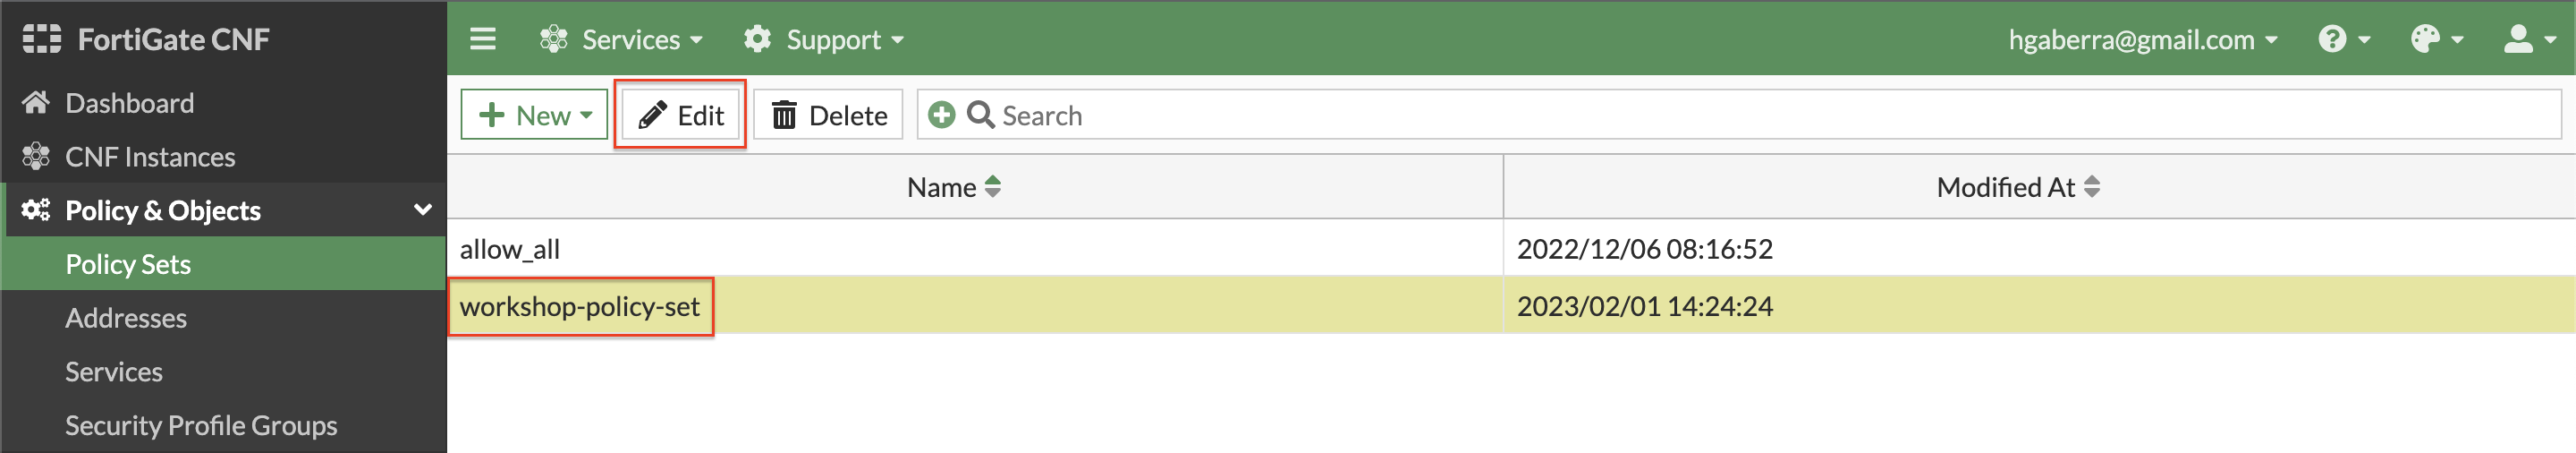 FortiGate CNF
Services
Support
hgaberra@gmail.com
Dashboard
CNF Instances
Policy & Objects
Policy Sets
Addresses
Services
Security Profile Groups
New
Edit
Delete
Search
Name
Modified At
allow_all
2022/12/06 08:16:52
workshop-policy-set
2023/02/01 14:24:24